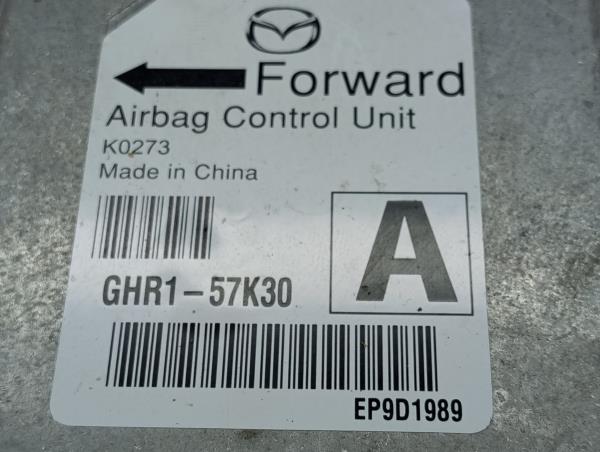 Forward
Airbag Control Unit
K0273
Made in China
A
GHR1-57K30
EP9D1989